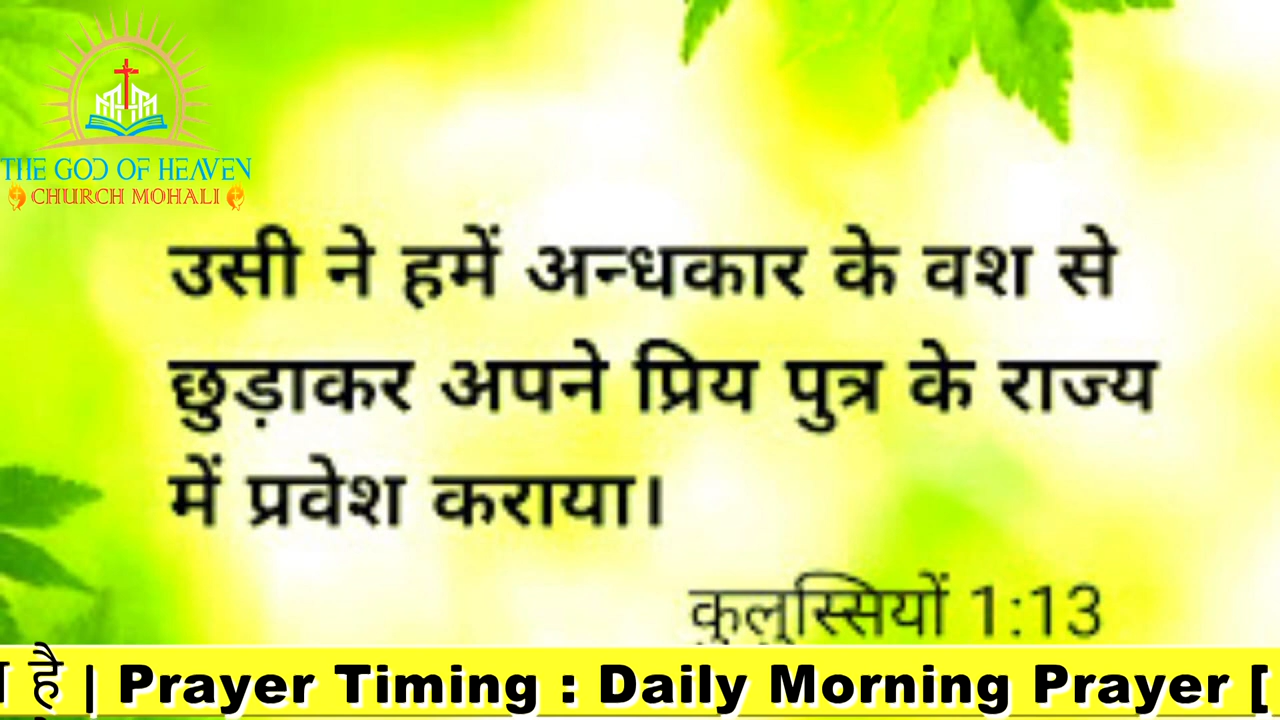 THE GOD OF HEAVEN
CHURCH MOHALI
उसी ने हमें अन्धकार के वश से
छुड़ाकर अपने प्रिय पुत्र के राज्य
में प्रवेश कराया।
कुलुस्सियों 1:13
है | Prayer Timing : Daily Morning Prayer [